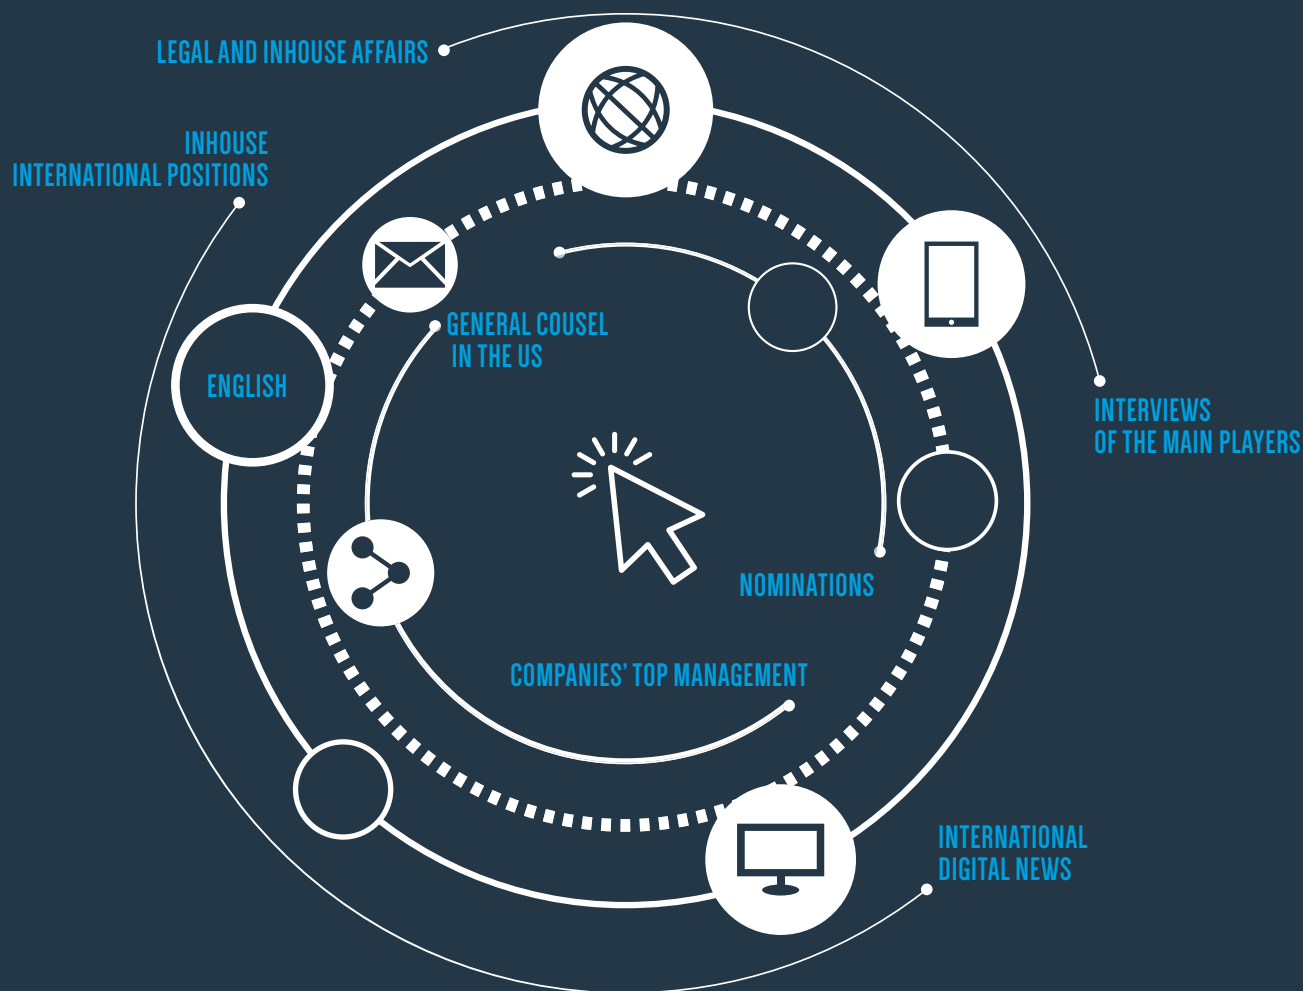 LEGAL AND INHOUSE AFFAIRS
INHOUSE
INTERNATIONAL POSITIONS
GENERAL COUSEL
IN THE US
ENGLISH
INTERVIEWS
OF THE MAIN PLAYERS
NOMINATIONS
COMPANIES' TOP MANAGEMENT
INTERNATIONAL
DIGITAL NEWS